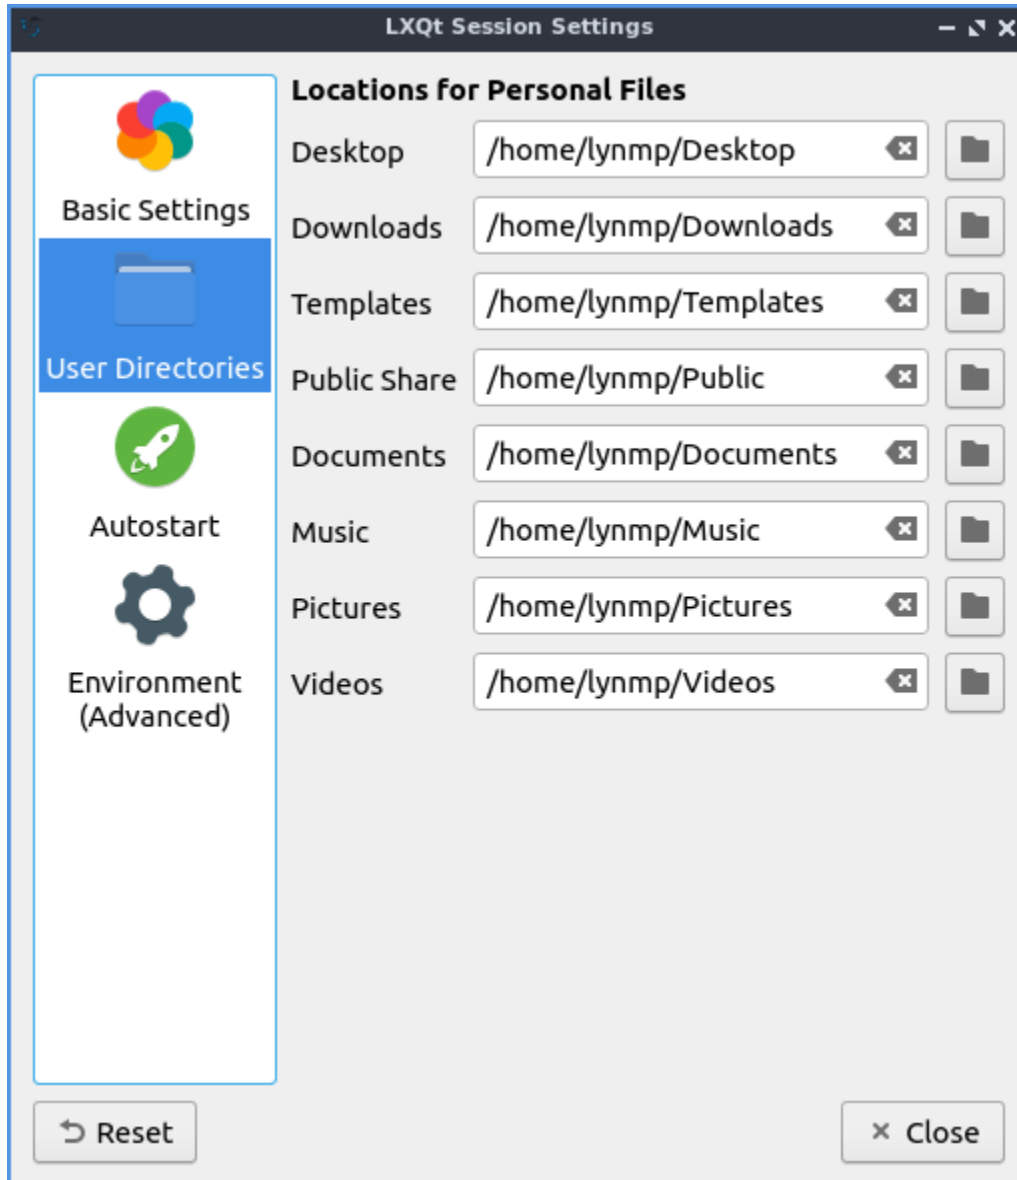 LXQt Session Settings
Basic Settings
User Directories
Autostart
Environment
(Advanced)
Locations for Personal Files
Desktop /home/lynmp/Desktop
Downloads /home/lynmp/Downloads
Templates /home/lynmp/Templates
Public Share /home/lynmp/Public
Documents /home/lynmp/Documents
Music /home/lynmp/Music
Pictures /home/lynmp/Pictures
Videos /home/lynmp/Videos
Reset
Close